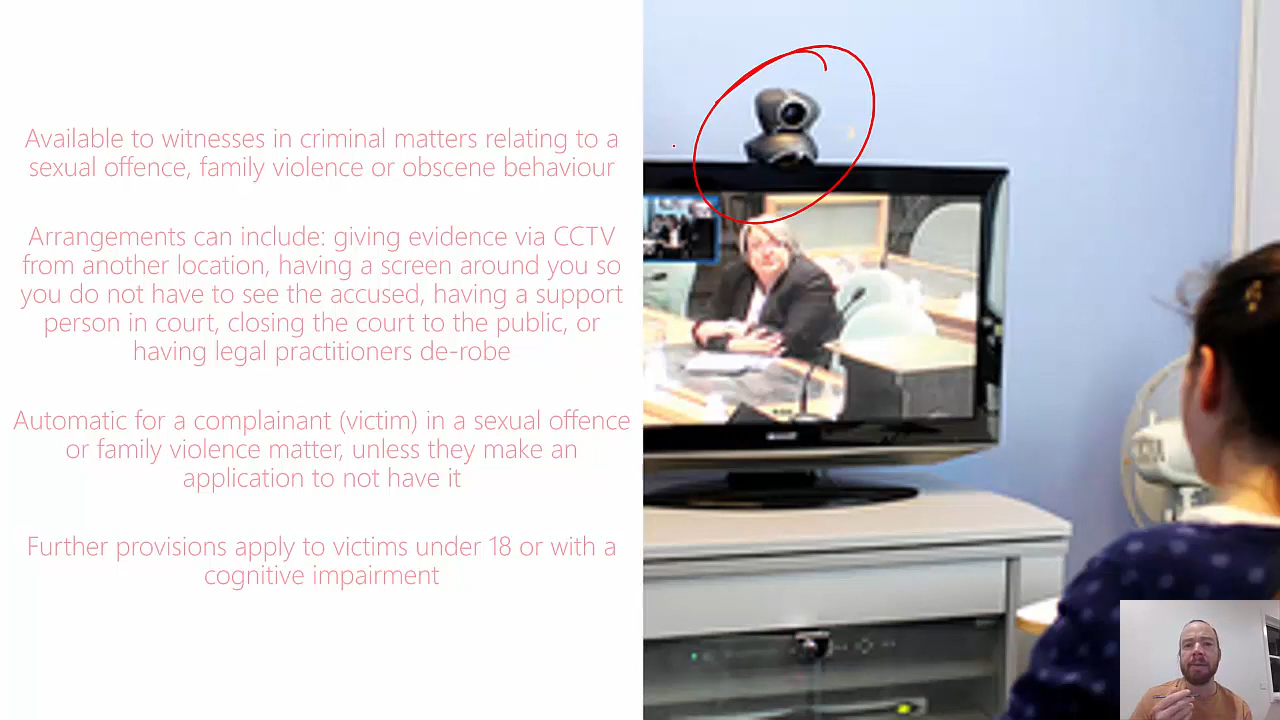 Available to witnesses in criminal matters relating to a
sexual offence, family violence or obscene behaviour
Arrangements can include: giving evidence via CCTV
from another location, having a screen around you so
you do not have to see the accused, having a support
person in court, closing the court to the public, or
having legal practitioners de-robe
Automatic for a complainant (victim) in a sexual offence
or family violence matter, unless they make an
application to not have it
Further provisions apply to victims under 18 or with a
cognitive impairment